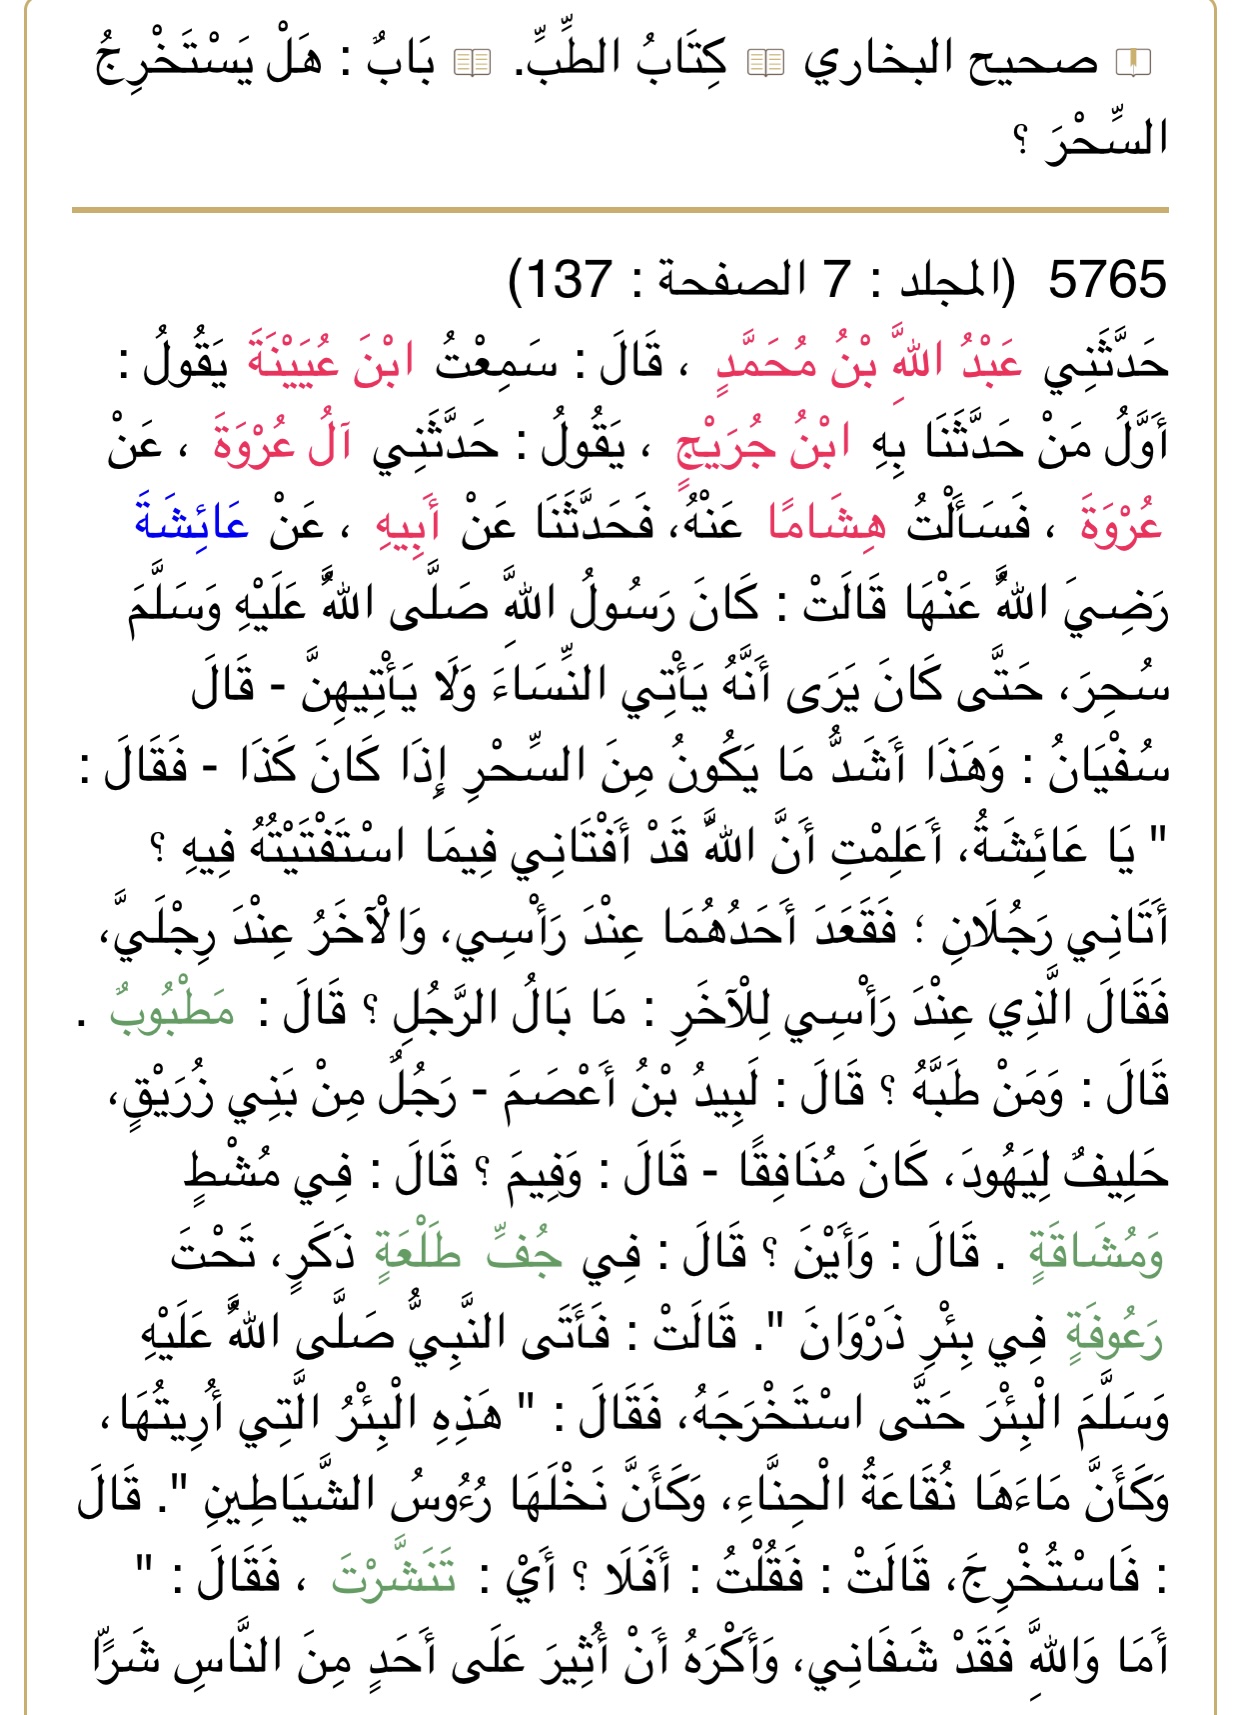 صحيح البخاري كِتَابُ الطِّبِّ. بَابٌ : هَلْ يَسْتَخْرِجُ
السِّحْرَ ؟
5765 (المجلد : 7 الصفحة : 137)
حَدَّثَنِي عَبْدُ اللَّهِ بْنُ مُحَمَّدٍ ، قَالَ : سَمِعْتُ ابْنَ عُيَيْنَةَ يَقُولُ :
أَوَّلُ مَنْ حَدَّثَنَا بِهِ ابْنُ جُرَيْجٍ ، يَقُولُ : حَدَّثَنِي آلُ عُرْوَةَ ، عَنْ
عُرْوَةَ ، فَسَأَلْتُ هِشَامًا عَنْهُ، فَحَدَّثَنَا عَنْ أَبِيهِ ، عَنْ عَائِشَةَ
رَضِيَ اللَّهُ عَنْهَا قَالَتْ : كَانَ رَسُولُ اللَّهِ صَلَّى اللَّهُ عَلَيْهِ وَسَلَّمَ
سُحِرَ، حَتَّى كَانَ يَرَى أَنَّهُ يَأْتِي النِّسَاءَ وَلَا يَأْتِيهِنَّ - قَالَ
سُفْيَانُ : وَهَذَا أَشَدُّ مَا يَكُونُ مِنَ السِّحْرِ إِذَا كَانَ كَذَا - فَقَالَ :
" يَا عَائِشَةُ، أَعَلِمْتِ أَنَّ اللَّهَ قَدْ أَفْتَانِي فِيمَا اسْتَفْتَيْتُهُ فِيهِ ؟
أَتَانِي رَجُلَانِ ؛ فَقَعَدَ أَحَدُهُمَا عِنْدَ رَأْسِي، وَالْآخَرُ عِنْدَ رِجْلَيَّ،
فَقَالَ الَّذِي عِنْدَ رَأْسِي لِلْآخَرِ : مَا بَالُ الرَّجُلِ ؟ قَالَ : مَطْبُوبٌ .
قَالَ : وَمَنْ طَبَّهُ ؟ قَالَ : لَبِيدُ بْنُ أَعْصَمَ - رَجُلٌ مِنْ بَنِي زُرَيْقٍ،
حَلِيفٌ لِيَهُودَ، كَانَ مُنَافِقًا - قَالَ : وَفِيمَ ؟ قَالَ : فِي مُشْطٍ
وَمُشَاقَةٍ . قَالَ : وَأَيْنَ ؟ قَالَ : فِي جُفِّ طَلْعَةٍ ذَكَرٍ، تَحْتَ
رَعُوفَةٍ فِي بِئْرِ ذَرْوَانَ ". قَالَتْ : فَأَتَى النَّبِيُّ صَلَّى اللَّهُ عَلَيْهِ
وَسَلَّمَ الْبِئْرَ حَتَّى اسْتَخْرَجَهُ، فَقَالَ : " هَذِهِ الْبِئْرُ الَّتِي أُرِيتُهَا،
وَكَأَنَّ مَاءَهَا نُقَاعَةُ الْحِنَّاءِ، وَكَأَنَّ نَخْلَهَا رُءُوسُ الشَّيَاطِينِ ". قَالَ
: فَاسْتُخْرِجَ، قَالَتْ : فَقُلْتُ : أَفَلَا ؟ أَيْ : تَنَشَّرْتَ ، فَقَالَ : "
أَمَا وَاللَّهِ فَقَدْ شَفَانِي، وَأَكْرَهُ أَنْ أُثِيرَ عَلَى أَحَدٍ مِنَ النَّاسِ شَرًّا